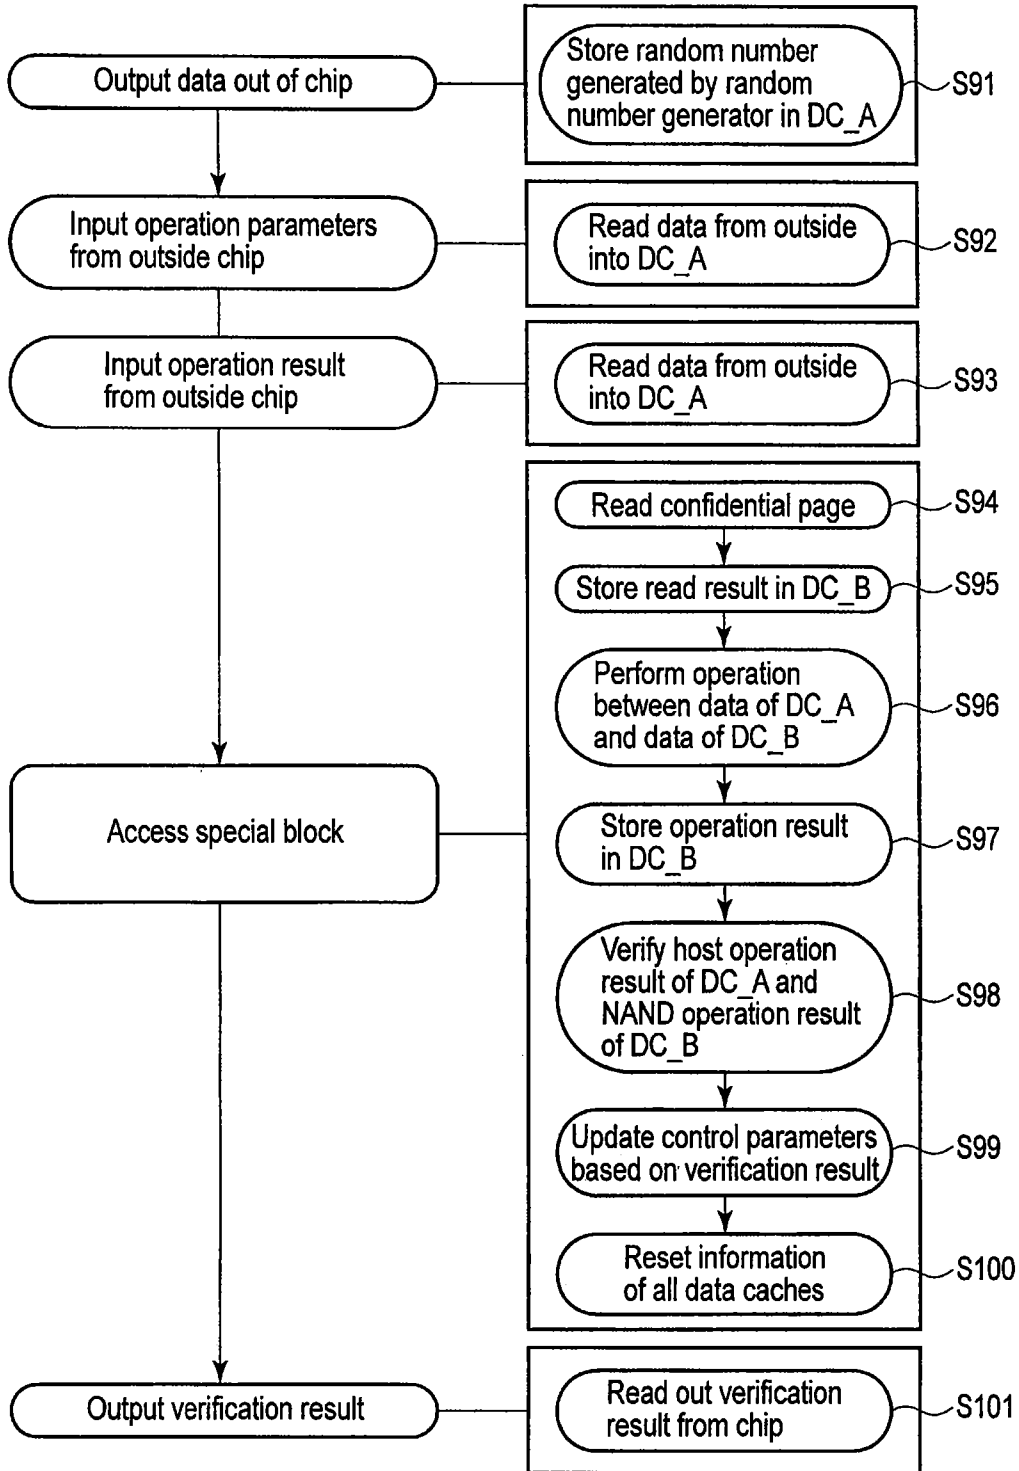 Output data out of chip
Store random number
generated by random
number generator in DC_A
S91
Input operation parameters
from outside chip
Read data from outside
into DC_A
S92
Input operation result
from outside chip
Read data from outside
into DC_A
S93
Access special block
Read confidential page
S94
Store read result in DC_B
S95
Perform operation
between data of DC_A
and data of DC_B
S96
Store operation result
in DC_B
S97
Verify host operation
result of DC_A and
NAND operation result
of DC_B
S98
Update control parameters
based on verification result
S99
Reset information
of all data caches
S100
Output verification result
Read out verification
result from chip
S101